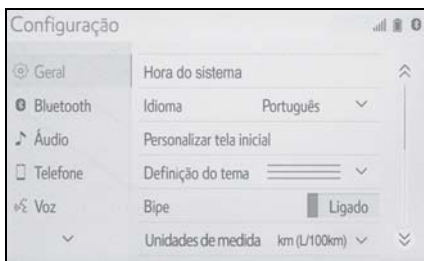 Configuração
Geral
Bluetooth
Áudio
Telefone
Voz
Hora do sistema
Idioma Português
Personalizar tela inicial
Definição do tema
Bipe Ligado
Unidades de medida km (L/100km)